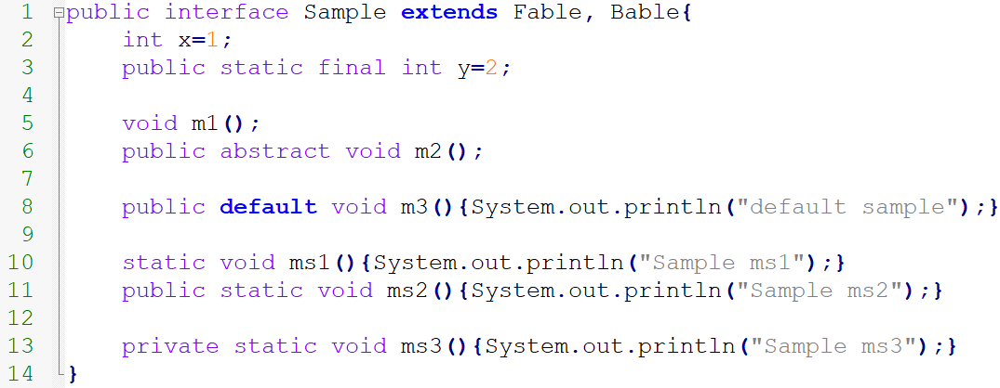 1 public interface Sample extends Fable, Bable{
2 int x=1;
3 public static final int y=2;
4
5 void m1();
6 public abstract void m2();
7
8 public default void m3(){System.out.println("default sample");}
9
10 static void ms1(){System.out.println("Sample ms1");}
11 public static void ms2(){System.out.println("Sample ms2");}
12
13 private static void ms3(){System.out.println("Sample ms3");}
14 }